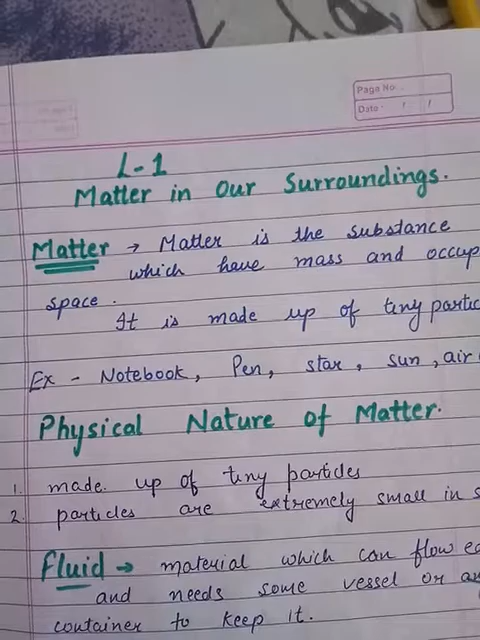 Page No. :
Date : / /
L-1
Matter in Our Surroundings.
Matter → Matter is the substance
which have mass and occup
space.
It is made up of tiny partic
Ex - Notebook, Pen, star, sun, air
Physical Nature of Matter.
1. made. up of tiny particles
2. particles are extremely small in s
Fluid → material which can flow ea
and needs some vessel or an
container to keep it.